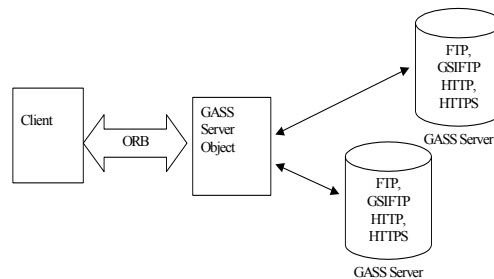 Client
ORB
GASS
Server
Object
FTP,
GSIFTP
HTTP,
HTTPS
GASS Server
FTP,
GSIFTP
HTTP,
HTTPS
GASS Server